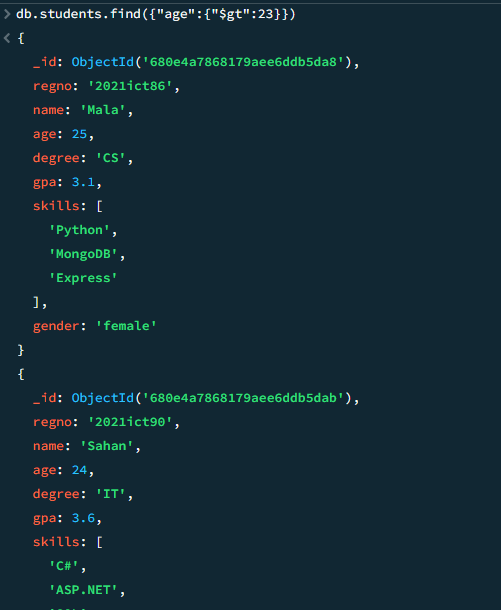 > db.students.find({"age":{"$gt":23}})
< {
_id: ObjectId('680e4a7868179aee6ddb5da8'),
regno: '2021ict86',
name: 'Mala',
age: 25,
degree: 'CS',
gpa: 3.1,
skills: [
'Python',
'MongoDB',
'Express'
],
gender: 'female'
}
{
_id: ObjectId('680e4a7868179aee6ddb5dab'),
regno: '2021ict90',
name: 'Sahan',
age: 24,
degree: 'IT',
gpa: 3.6,
skills: [
'C#',
'ASP.NET',